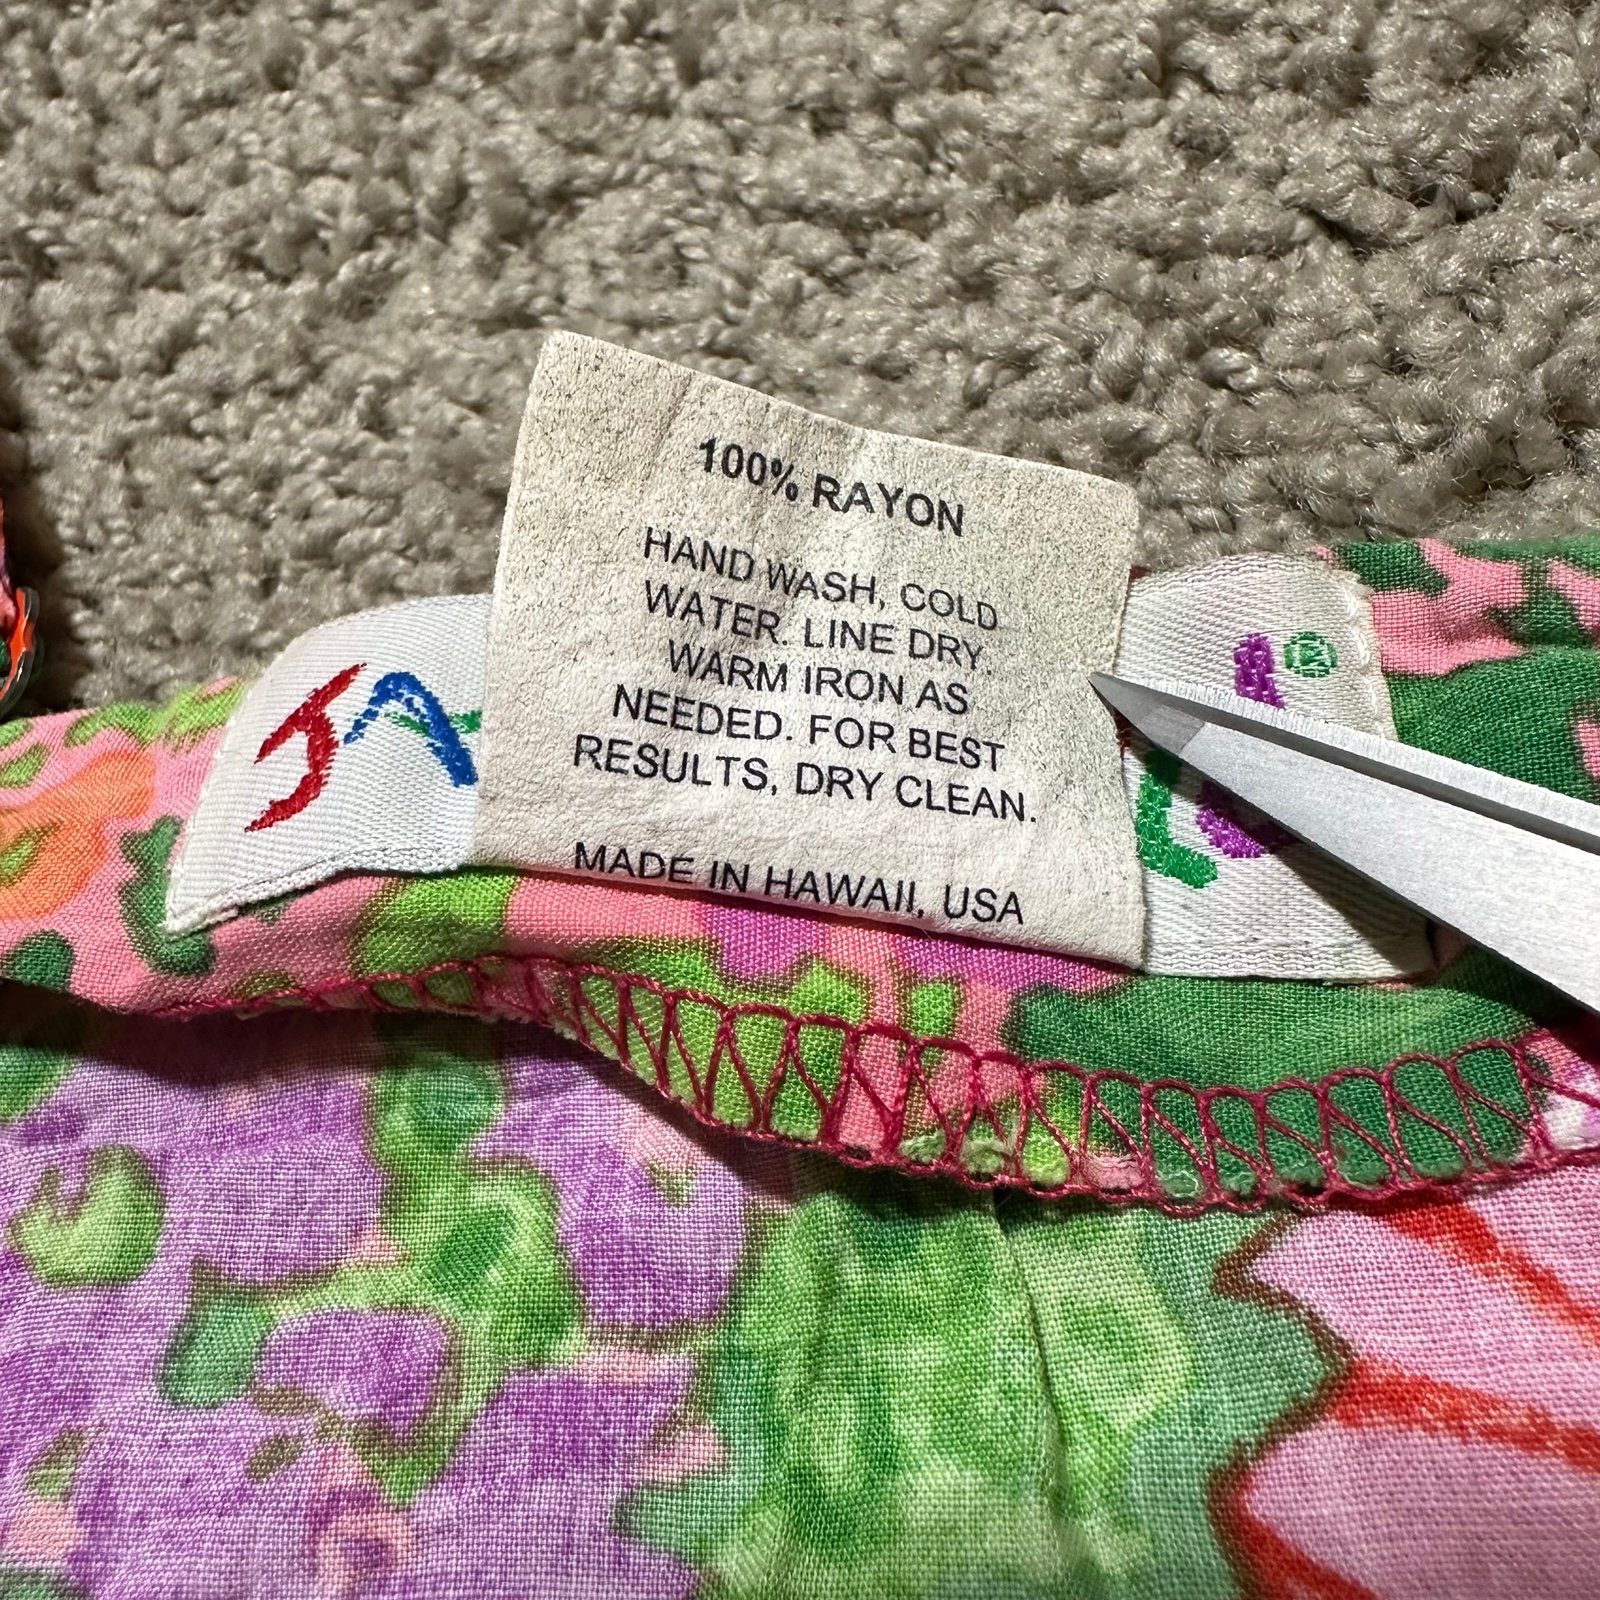 100% RAYON
HAND WASH, COLD
WATER. LINE DRY.
WARM IRON AS
NEEDED. FOR BEST
RESULTS, DRY CLEAN.
MADE IN HAWAII, USA
®